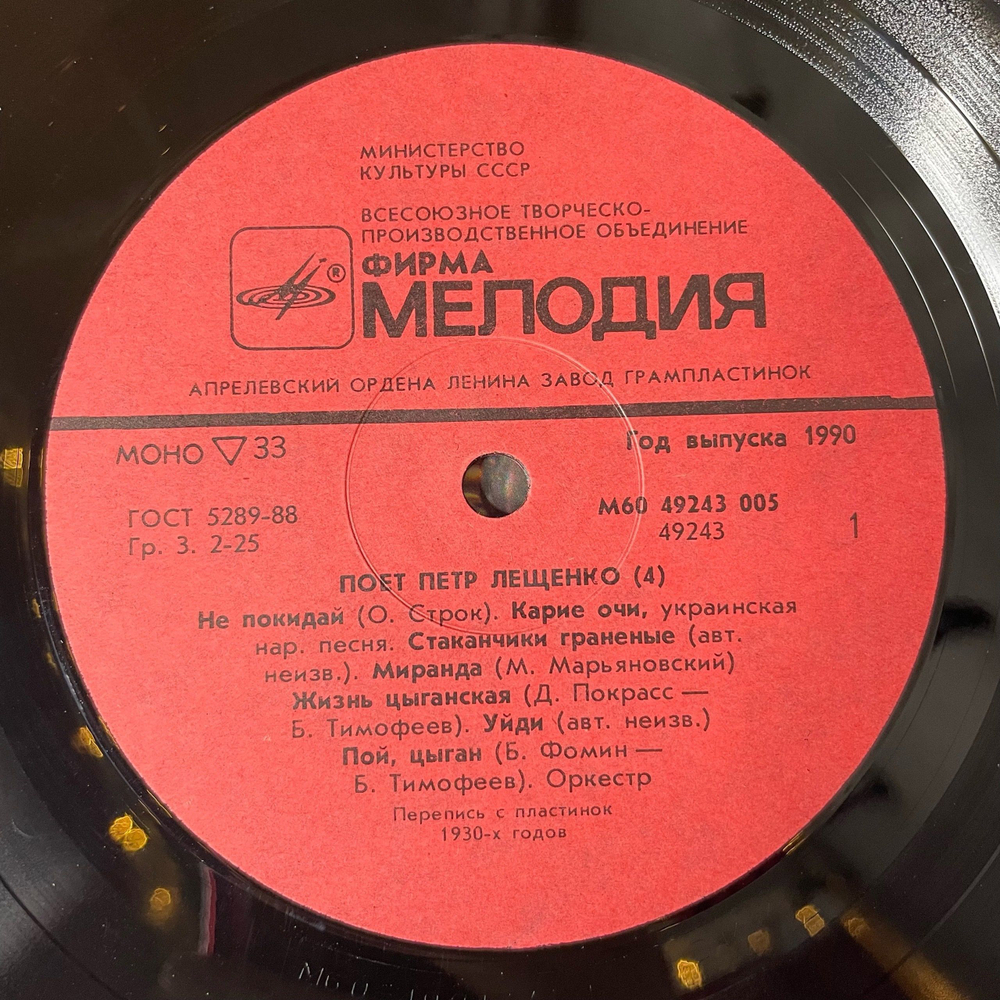 МИНИСТЕРСТВО
КУЛЬТУРЫ СССР
ВСЕСОЮЗНОЕ ТВОРЧЕСКО-
ПРОИЗВОДСТВЕННОЕ ОБЪЕДИНЕНИЕ
®
ФИРМА
МЕЛОДИЯ
АПРЕЛЕВСКИЙ ОРДЕНА ЛЕНИНА ЗАВОД ГРАМПЛАСТИНОК
МОНО ▽ 33
Год выпуска 1990
ГОСТ 5289-88
Гр. 3. 2-25
М60 49243 005
49243
1
ПОЕТ ПЕТР ЛЕЩЕНКО (4)
Не покидай (О. Строк). Карие очи, украинская
нар. песня. Стаканчики граненые (авт.
неизв.). Миранда (М. Марьяновский)
Жизнь цыганская (Д. Покрасс —
Б. Тимофеев). Уйди (авт. неизв.)
Пой, цыган (Б. Фомин —
Б. Тимофеев). Оркестр
Перепись с пластинок
1930-х годов